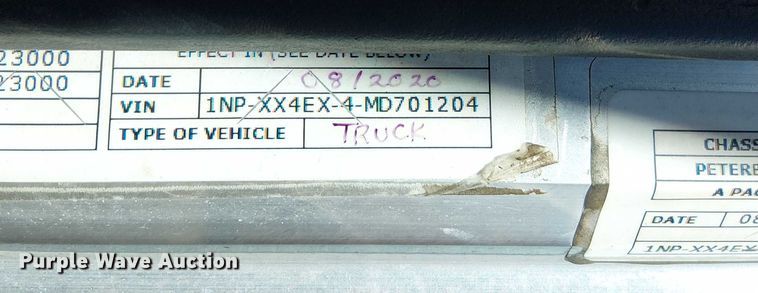 23000
23000
EFFECT IN (SEE DATE BELOW)
DATE 08/2020
VIN 1NP-XX4EX-4-MD701204
TYPE OF VEHICLE TRUCK
CHASS
PETERB
A PAC
DATE 08
1NP-XX4EX
Purple Wave Auction